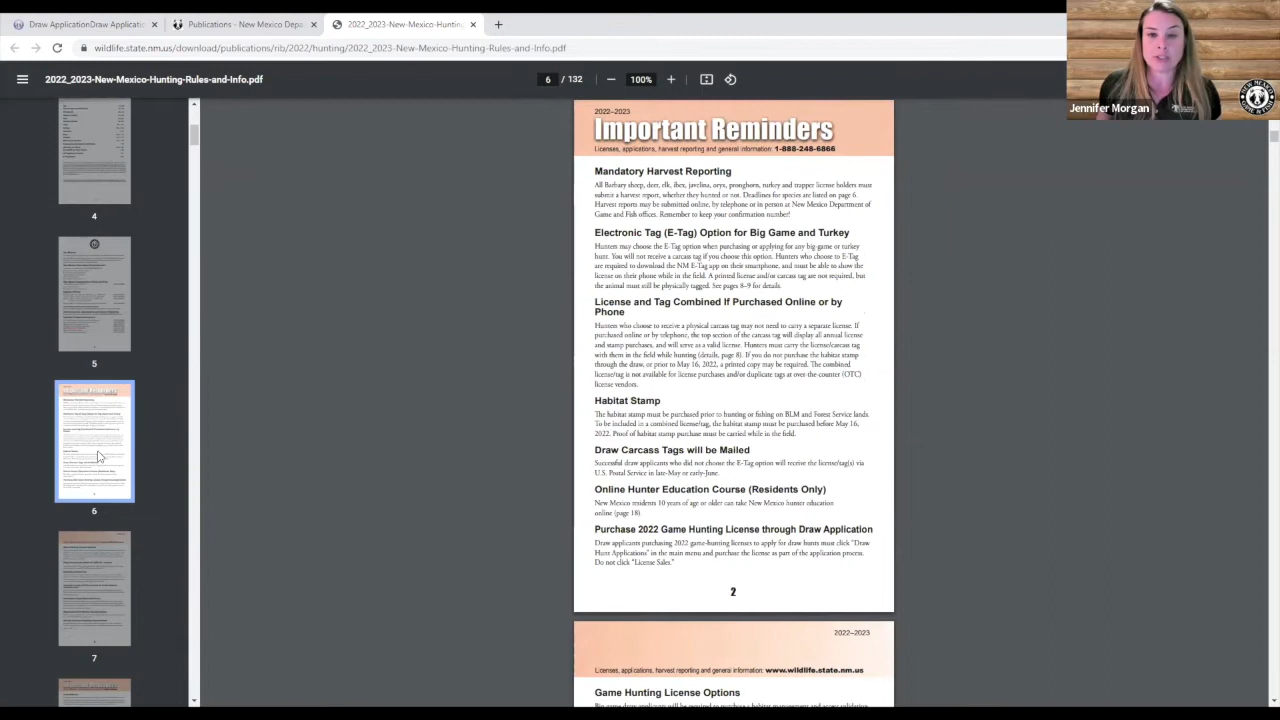 Draw ApplicationDraw Applicatio
Publications - New Mexico Depa
2022_2023-New-Mexico-Hunting
wildlife.state.nm.us/download/publications/rib/2022/hunting/2022_2023-New-Mexico-Hunting-Rules-and-Info.pdf
2022_2023-New-Mexico-Hunting-Rules-and-Info.pdf
6 / 132
100%
Jennifer Morgan
4
5
6
7
2022–2023
Important Reminders
Licenses, applications, harvest reporting and general information: 1-888-248-6866
Mandatory Harvest Reporting
All Barbary sheep, deer, elk, ibex, javelina, oryx, pronghorn, turkey and trapper license holders must
submit a harvest report, whether they hunted or not. Deadlines for species are listed on page 6.
Harvest reports may be submitted online, by telephone or in person at New Mexico Department of
Game and Fish offices. Remember to keep your confirmation number!
Electronic Tag (E-Tag) Option for Big Game and Turkey
Hunters may choose the E-Tag option when purchasing or applying for any big-game or turkey
hunt. You will not receive a carcass tag if you choose this option. Hunters who choose to E-Tag
are required to download the NM E-Tag app on their smartphone, and must be able to show the
license on their phone while in the field. A printed license and/or carcass tag are not required, but
the animal must still be physically tagged. See pages 8–9 for details.
License and Tag Combined If Purchased Online or by
Phone
Hunters who choose to receive a physical carcass tag may not need to carry a separate license. If
purchased online or by telephone, the top section of the carcass tag will display all annual license
and stamp purchases, and will serve as a valid license. Hunters must carry the license/carcass tag
with them in the field while hunting (details, page 8). If you do not purchase the habitat stamp
through the draw, or prior to May 16, 2022, a printed copy may be required. The combined
license/tag is not available for license purchases and/or duplicate tags at over-the-counter (OTC)
license vendors.
Habitat Stamp
The habitat stamp must be purchased prior to hunting or fishing on BLM and Forest Service lands.
To be included in a combined license/tag, the habitat stamp must be purchased before May 16,
2022. Proof of habitat stamp purchase must be carried while in the field.
Draw Carcass Tags will be Mailed
Successful draw applicants who did not choose the E-Tag option will receive the license/tag(s) via
U.S. Postal Service in late-May or early-June.
Online Hunter Education Course (Residents Only)
New Mexico residents 10 years of age or older can take New Mexico hunter education
online (page 18).
Purchase 2022 Game Hunting License through Draw Application
Draw applicants purchasing 2022 game-hunting licenses to apply for draw hunts must click "Draw
Hunt Applications" in the main menu and purchase the license as part of the application process.
Do not click "License Sales."
2
2022–2023
Licenses, applications, harvest reporting and general information: www.wildlife.state.nm.us
Game Hunting License Options